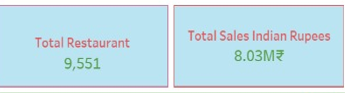 Total Restaurant
9,551
Total Sales Indian Rupees
8.03M₹